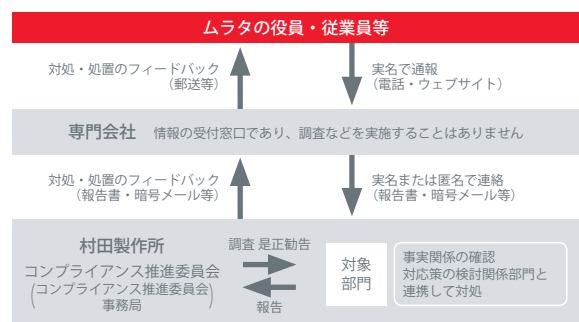 ムラタの役員・従業員等
対処・処置のフィードバック
（郵送等）
実名で通報
（電話・ウェブサイト）
専門会社 情報の受付窓口であり、調査などを実施することはありません
対処・処置のフィードバック
（報告書・暗号メール等）
実名または匿名で連絡
（報告書・暗号メール等）
村田製作所
コンプライアンス推進委員会
（コンプライアンス推進委員会
事務局）
調査 是正勧告
報告
対象
部門
事実関係の確認
対応策の検討関係部門と
連携して対処